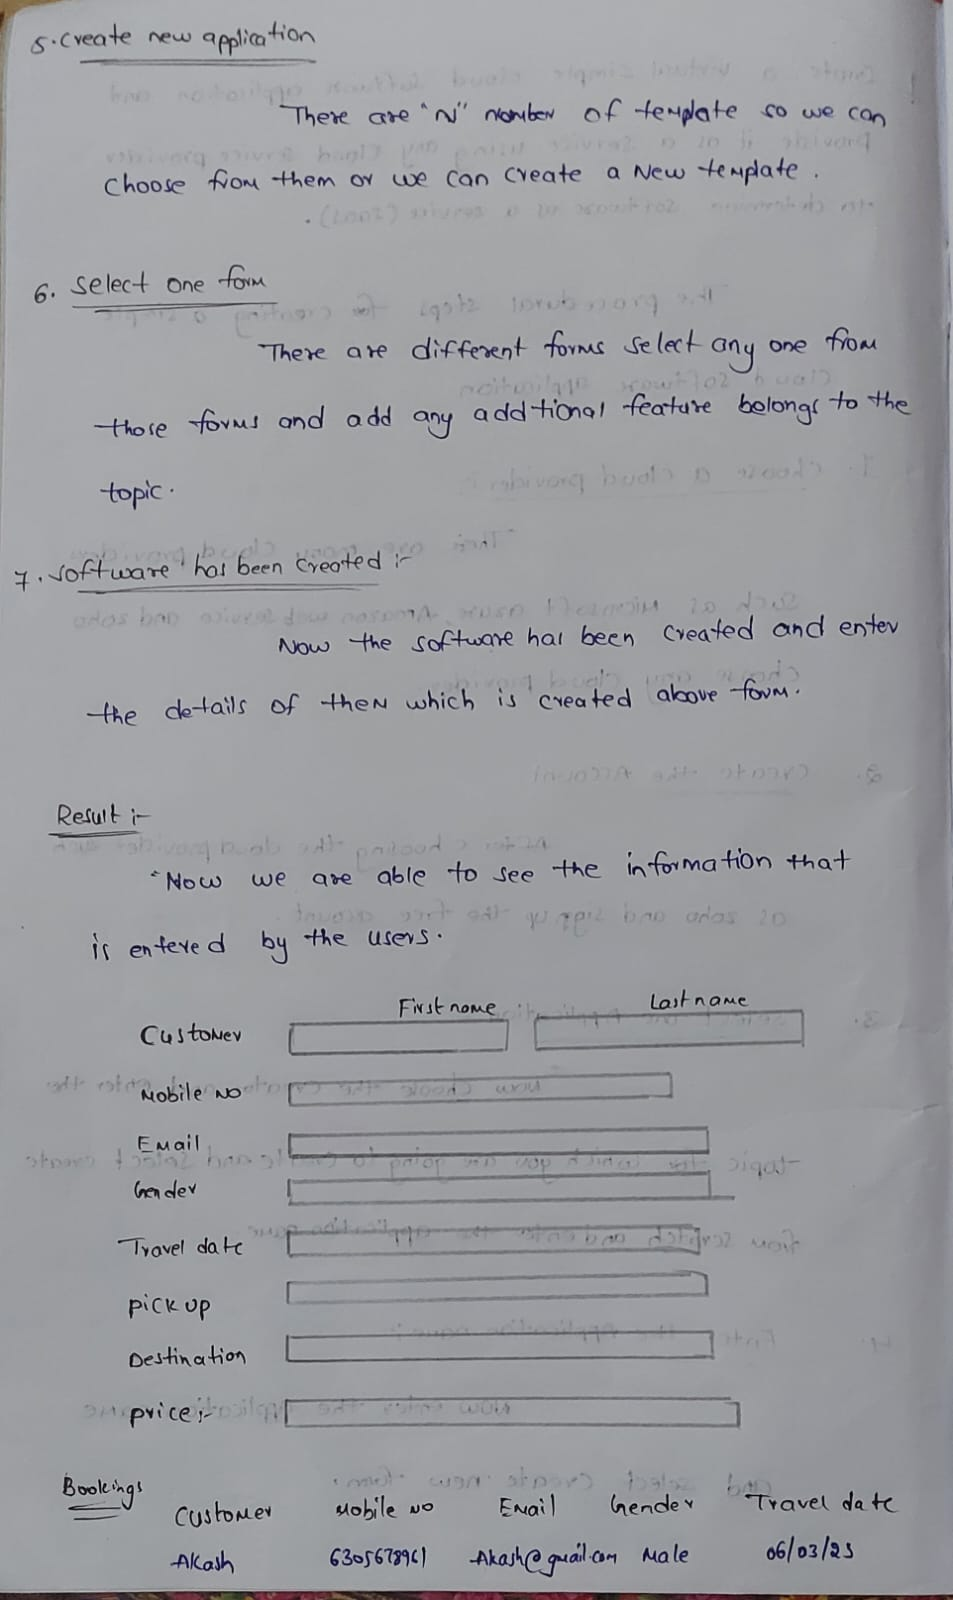 5. Create new application
There are "N" number of template so we can
choose from them or we can create a New template.
6. Select one form
There are different forms select any one from
those forms and add any addtional feature belongs to the
topic.
7. Software has been created :-
Now the software has been created and enter
the details of then which is created above form.
Result :-
"Now we are able to see the information that
is entered by the users.
First name Last name
Customer
Mobile No
Email
Gender
Travel date
Pick up
Destination
price :-
Bookings
Customer Mobile No Email Gender Travel date
Akash 6305678961 Akash@gmail.com Male 06/03/25